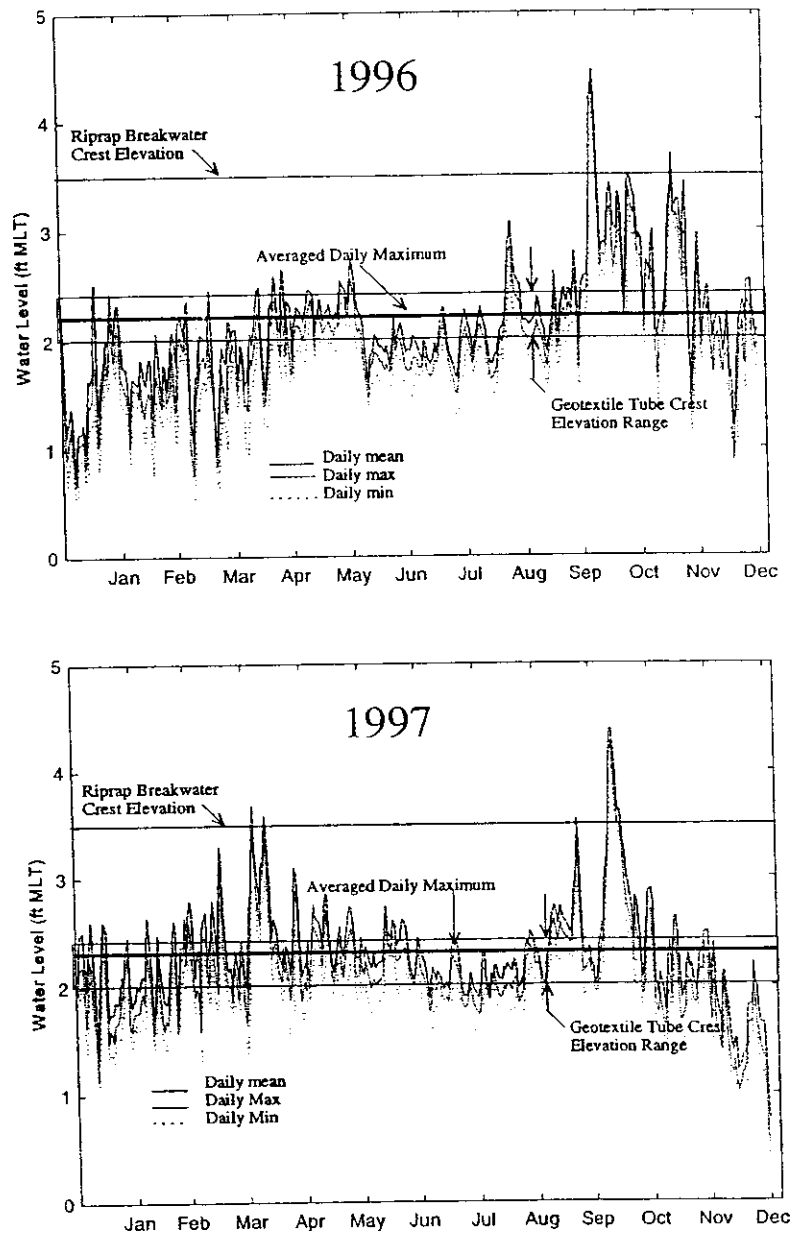 5
1996
4
Riprap Breakwater
Crest Elevation
3
Averaged Daily Maximum
Water Level (ft MLT)
2
Geotextile Tube Crest
Elevation Range
1
Daily mean
Daily max
Daily min
0
Jan Feb Mar Apr May Jun Jul Aug Sep Oct Nov Dec
5
1997
4
Riprap Breakwater
Crest Elevation
3
Averaged Daily Maximum
Water Level (ft MLT)
2
Geotextile Tube Crest
Elevation Range
1
Daily mean
Daily Max
Daily Min
0
Jan Feb Mar Apr May Jun Jul Aug Sep Oct Nov Dec